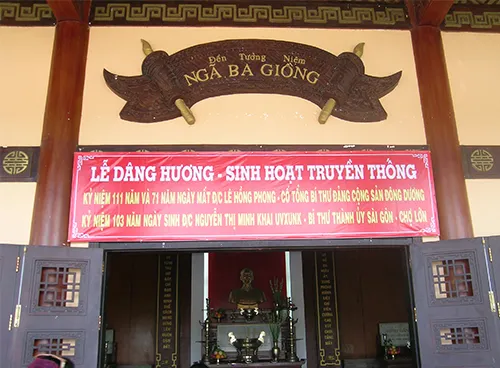 Đền Tưởng Niệm
NGÃ BA GIỒNG
LỄ DÂNG HƯƠNG - SINH HOẠT TRUYỀN THỐNG
KỶ NIỆM 111 NĂM VÀ 71 NĂM MẤT Đ/C LÊ HỒNG PHONG - CỐ TỔNG BÍ THƯ ĐẢNG CỘNG SẢN ĐÔNG DƯƠNG
KỶ NIỆM 103 NĂM NGÀY SINH Đ/C NGUYỄN THỊ MINH KHAI UVXUNK - BÍ THƯ THÀNH ỦY SÀI GÒN - CHỢ LỚN